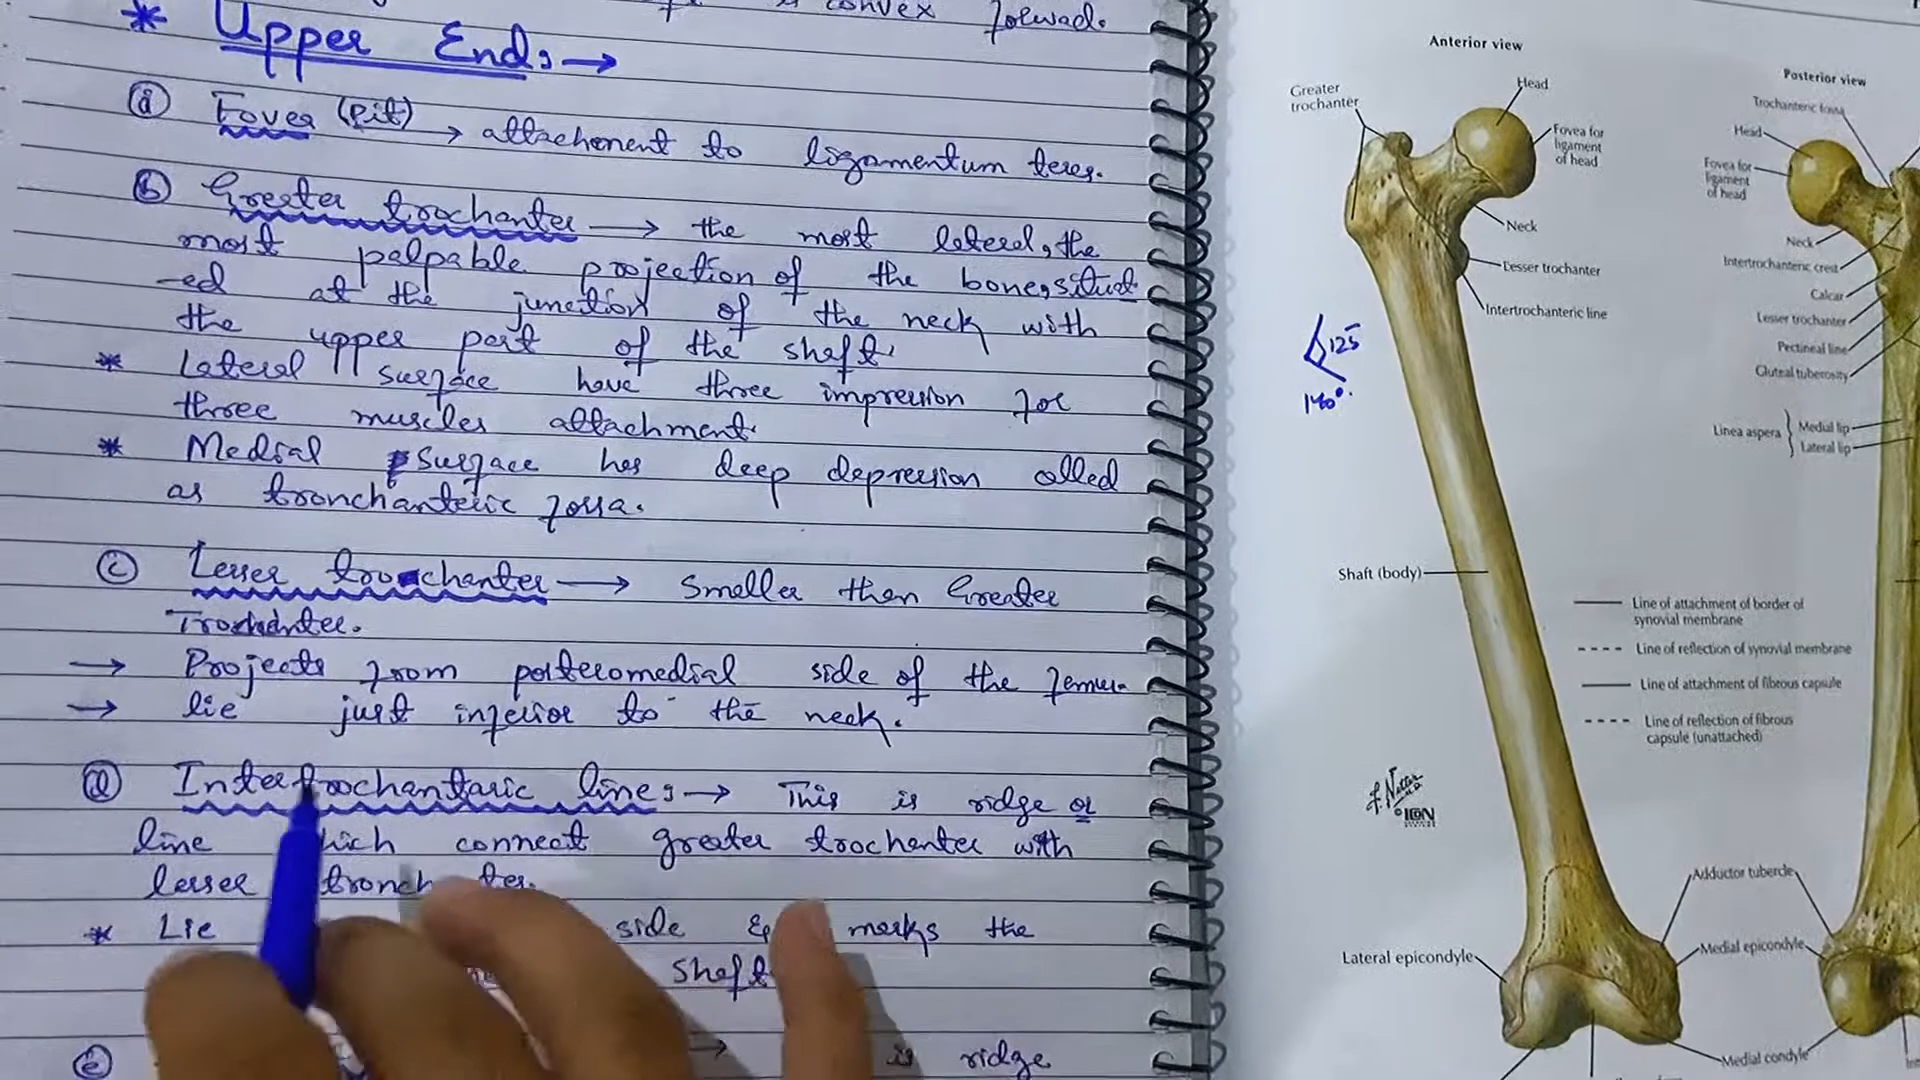 is convex forward.
* Upper End:→
(a) Fovea (Pit) → attachment to ligamentum teres.
(b) Greater trochanter → the most lateral, the
most palpable projection of the bone, situat
-ed at the junction of the neck with
the upper part of the shaft.
* Lateral surface have three impression for
three muscles attachment.
* Medial surface has deep depression called
as tronchanteric fossa.
(c) Lesser trochanter → Smaller then Greater
Trochanter.
→ Projects from posteromedial side of the femur.
→ lie just inferior to the neck.
(d) Intertrochantaric line:→ This is ridge or
line which connect greater trochenter with
lesser
* Lie side & marks the
shaft
(e) → is ridge
Anterior view
Greater
trochanter
Head
Fovea for
ligament
of head
Neck
Lesser trochanter
Intertrochanteric line
125
140°
Shaft (body)
Line of attachment of border of
synovial membrane
Line of reflection of synovial membrane
Line of attachment of fibrous capsule
Line of reflection of fibrous
capsule (unattached)
F. Netter M.D.
© ICON
Adductor tubercle
Lateral epicondyle
Medial epicondyle
Medial condyle
Posterior view
Trochanteric fossa
Head
Fovea for
ligament
of head
Neck
Intertrochanteric crest
Calcar
Lesser trochanter
Pectineal line
Gluteal tuberosity
Linea aspera
Medial lip
Lateral lip